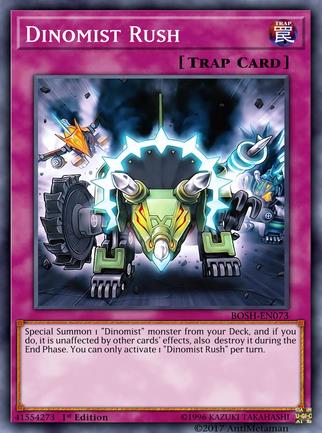 Dinomist Rush
TRAP
罠
[Trap Card]
BOSH-EN073
Special Summon 1 "Dinomist" monster from your Deck, and if you
do, it is unaffected by other cards' effects, also destroy it during the
End Phase. You can only activate 1 "Dinomist Rush" per turn.
41554273 1st Edition ©1996 KAZUKI TAKAHASHI
©2017 AntiMetaman